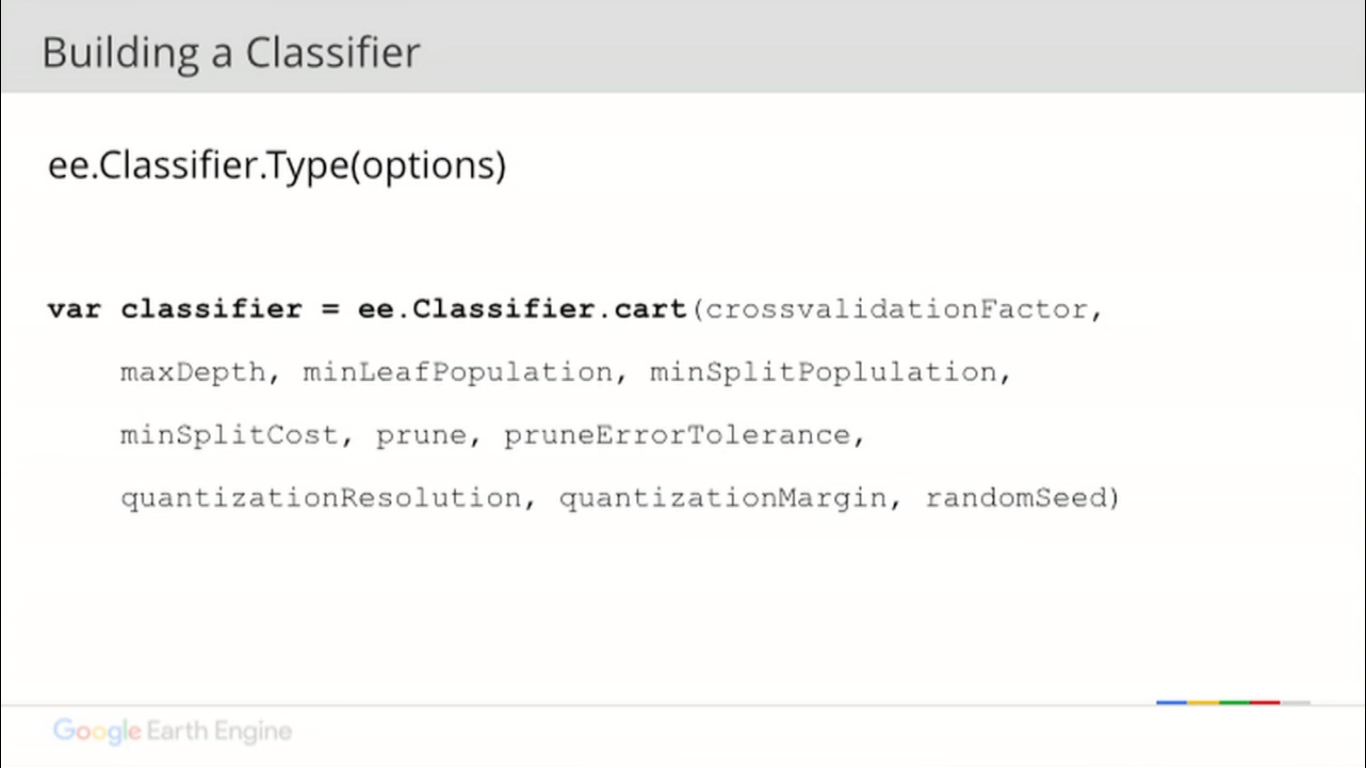 Building a Classifier
ee.Classifier.Type(options)
var classifier = ee.Classifier.cart(crossvalidationFactor,
maxDepth, minLeafPopulation, minSplitPoplulation,
minSplitCost, prune, pruneErrorTolerance,
quantizationResolution, quantizationMargin, randomSeed)
Google Earth Engine